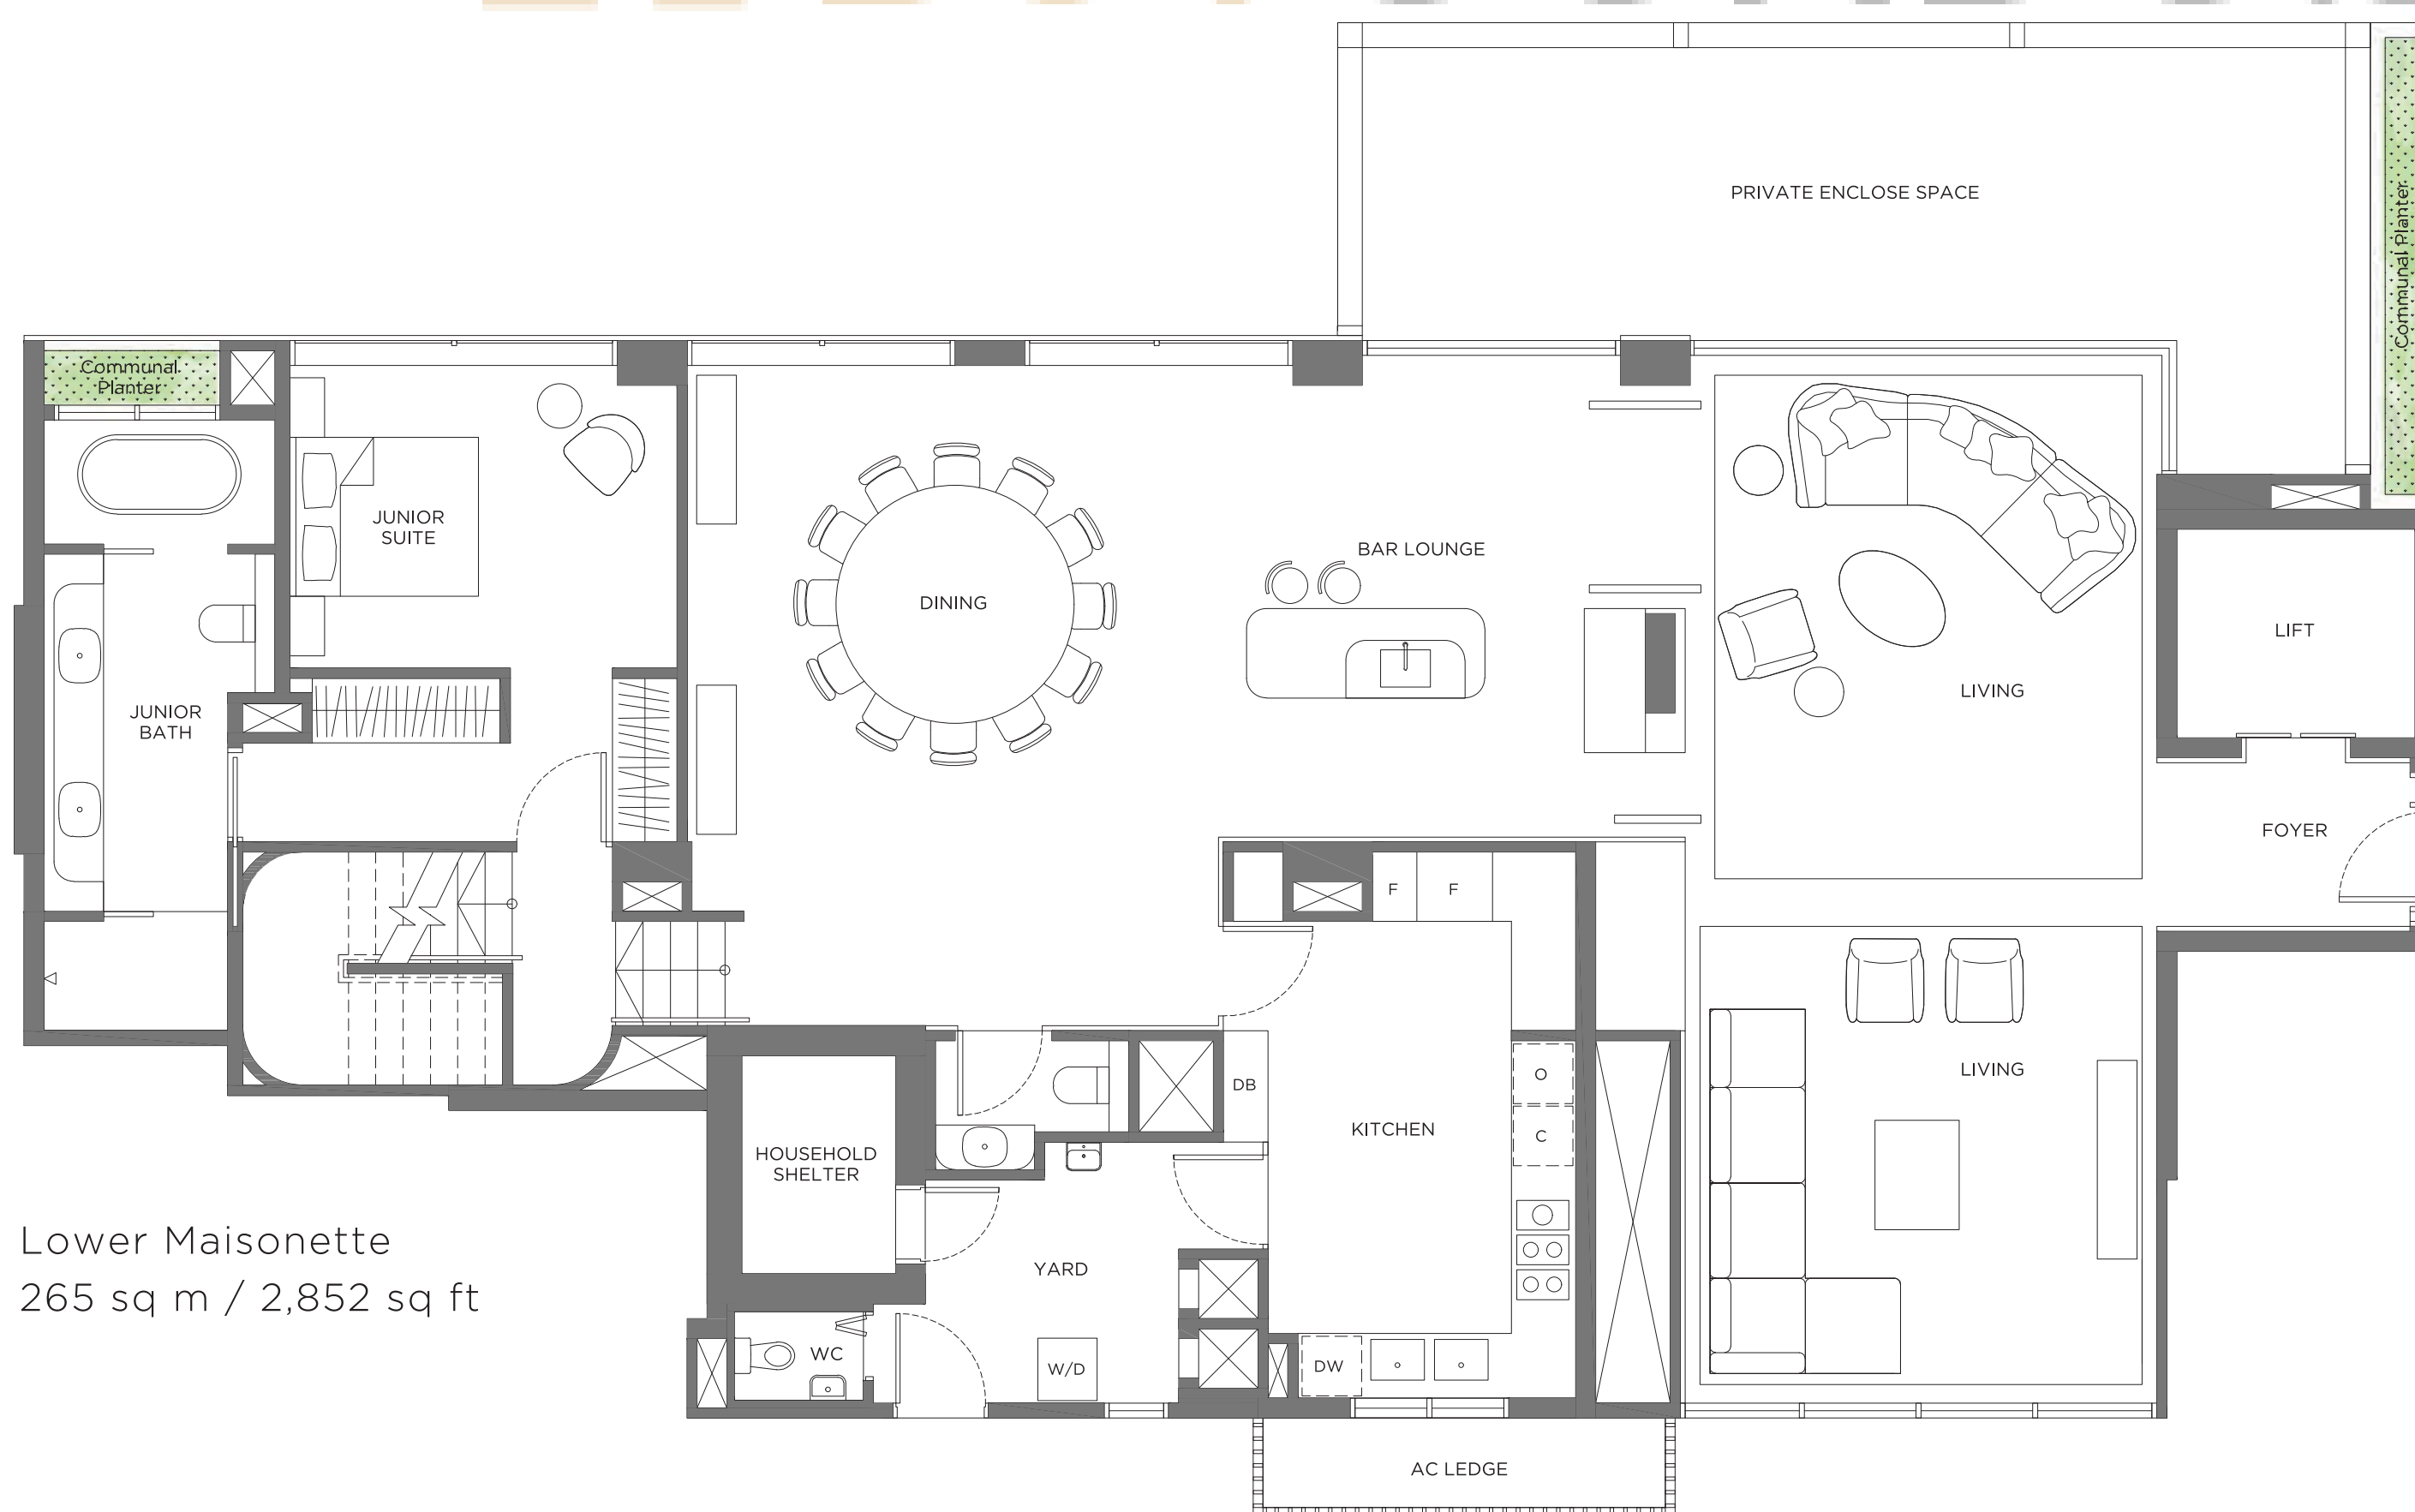 PRIVATE ENCLOSE SPACE
Communal Planter
Communal
Planter
JUNIOR
SUITE
BAR LOUNGE
DINING
LIFT
LIVING
JUNIOR
BATH
FOYER
F
F
LIVING
O
DB
C
KITCHEN
HOUSEHOLD
SHELTER
YARD
Lower Maisonette
265 sq m / 2,852 sq ft
WC
W/D
DW
AC LEDGE